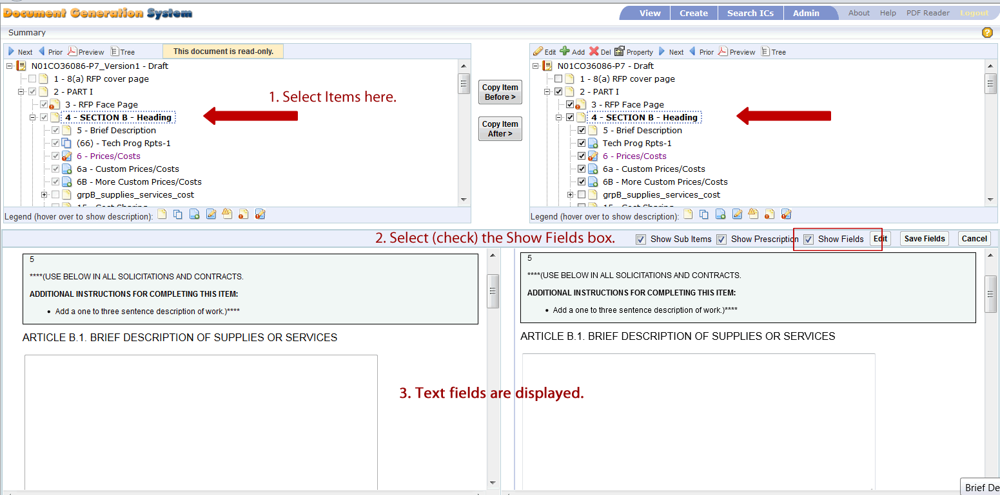 Document Generation System
View Create Search ICs Admin About Help PDF Reader Logout
Summary
Next Prior Preview Tree This document is read-only.
N01CO36086-P7_Version1 - Draft
1 - 8(a) RFP cover page
2 - PART I
3 - RFP Face Page
4 - SECTION B - Heading
5 - Brief Description
(66) - Tech Prog Rpts-1
6 - Prices/Costs
6a - Custom Prices/Costs
6B - More Custom Prices/Costs
grpB_supplies_services_cost
15 - Cost Sharing
Legend (hover over to show description):
1. Select Items here.
Copy Item
Before >
Copy Item
After >
Edit Add Del Property Next Prior Preview Tree
N01CO36086-P7 - Draft
1 - 8(a) RFP cover page
2 - PART I
3 - RFP Face Page
4 - SECTION B - Heading
5 - Brief Description
Tech Prog Rpts-1
6 - Prices/Costs
6a - Custom Prices/Costs
6B - More Custom Prices/Costs
grpB_supplies_services_cost
15 - Cost Sharing
Legend (hover over to show description):
2. Select (check) the Show Fields box. Show Sub Items Show Prescription Show Fields Edit Save Fields Cancel
5
****(USE BELOW IN ALL SOLICITATIONS AND CONTRACTS.
ADDITIONAL INSTRUCTIONS FOR COMPLETING THIS ITEM:
• Add a one to three sentence description of work.)****
ARTICLE B.1. BRIEF DESCRIPTION OF SUPPLIES OR SERVICES
5
****(USE BELOW IN ALL SOLICITATIONS AND CONTRACTS.
ADDITIONAL INSTRUCTIONS FOR COMPLETING THIS ITEM:
• Add a one to three sentence description of work.)****
ARTICLE B.1. BRIEF DESCRIPTION OF SUPPLIES OR SERVICES
3. Text fields are displayed.
Brief De